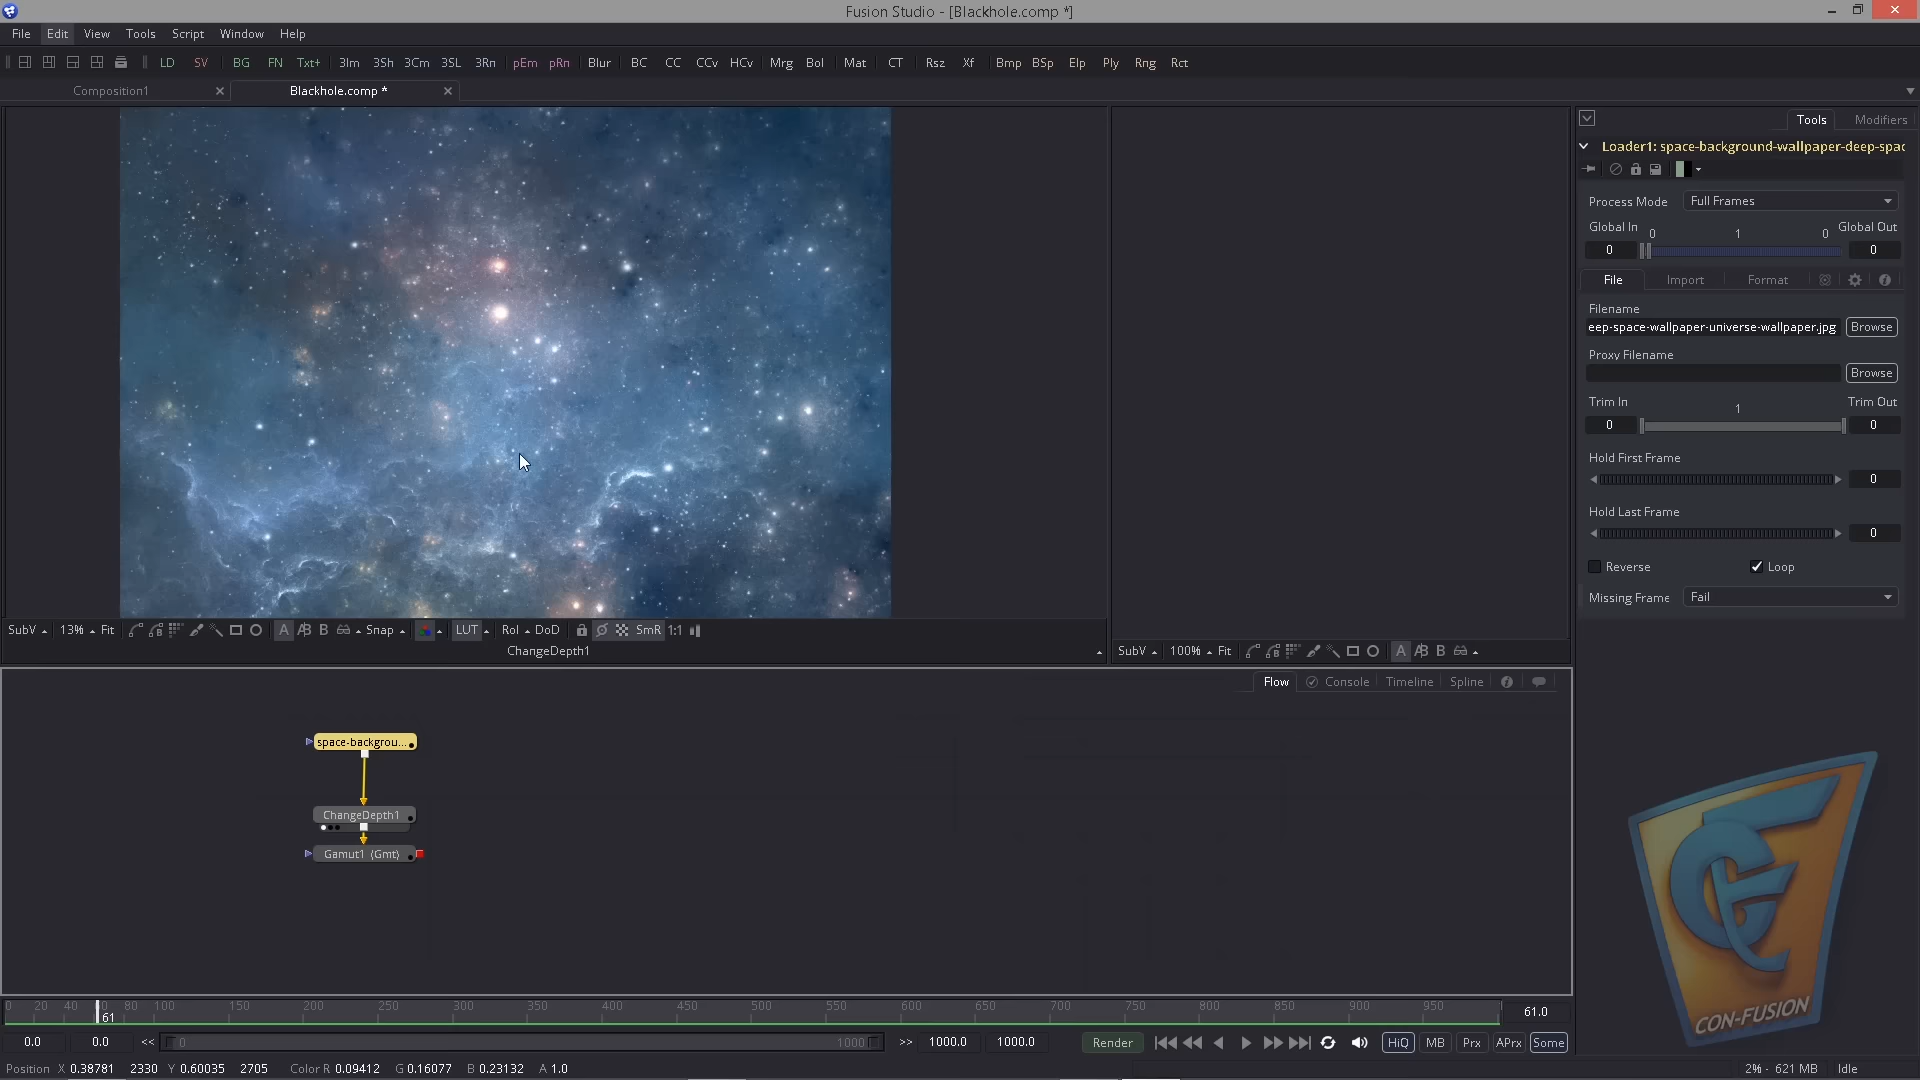 Fusion Studio - [Blackhole.comp *]
File Edit View Tools Script Window Help
LD SV BG FN Txt+ 3Im 3Sh 3Cm 3SL 3Rn pEm pRn Blur BC CC CCv HCv Mrg Bol Mat CT Rsz Xf Bmp BSp Elp Ply Rng Rct
Composition1 Blackhole.comp *
Tools Modifiers
Loader1: space-background-wallpaper-deep-spac
Process Mode Full Frames
Global In 0 1 0 Global Out
0 0
File Import Format
Filename
eep-space-wallpaper-universe-wallpaper.jpg Browse
Proxy Filename
Browse
Trim In 1 Trim Out
0 0
Hold First Frame
0
Hold Last Frame
0
Reverse Loop
Missing Frame Fail
SubV 13% Fit A AB B Snap LUT RoI DoD SmR 1:1
ChangeDepth1
SubV 100% Fit A AB B
Flow Console Timeline Spline
space-backgrou...
ChangeDepth1
Gamut1 (Gmt)
CON-FUSION
0 20 40 60 80 100 150 200 250 300 350 400 450 500 550 600 650 700 750 800 850 900 950
61 61.0
0.0 0.0 << 0 1000 >> 1000.0 1000.0 Render HiQ MB Prx APrx Some
Position X 0.38781 2330 Y 0.60035 2705 Color R 0.09412 G 0.16077 B 0.23132 A 1.0 2% - 621 MB Idle